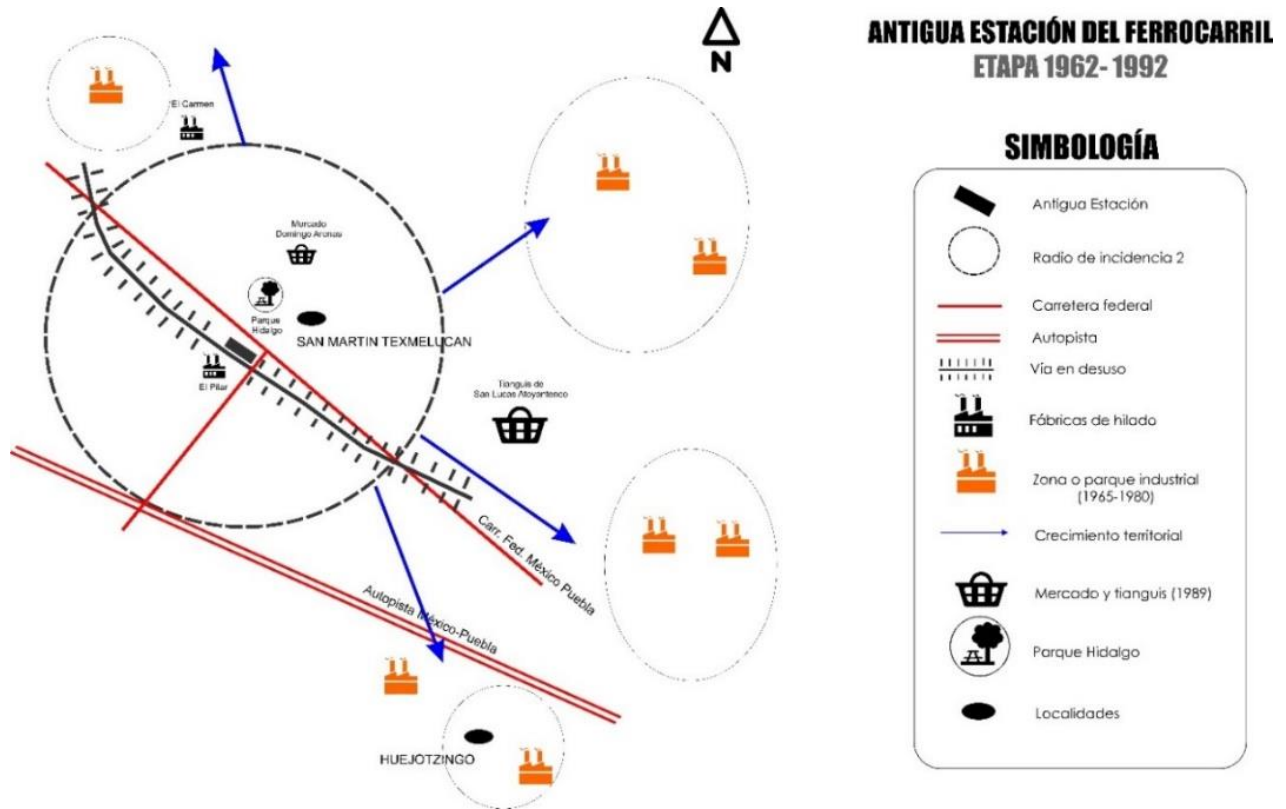 ANTIGUA ESTACIÓN DEL FERROCARRIL
ETAPA 1962- 1992
N
El Carmen
Mercado
Domingo Arenas
Parque
Hidalgo
SAN MARTIN TEXMELUCAN
El Pilar
Tianguis de
San Lucas Atoyantenco
Carr. Fed. México Puebla
Autopista México-Puebla
HUEJOTZINGO
SIMBOLOGÍA
Antigua Estación
Radio de incidencia 2
Carretera federal
Autopista
Vía en desuso
Fábricas de hilado
Zona o parque industrial
(1965-1980)
Crecimiento territorial
Mercado y tianguis (1989)
Parque Hidalgo
Localidades